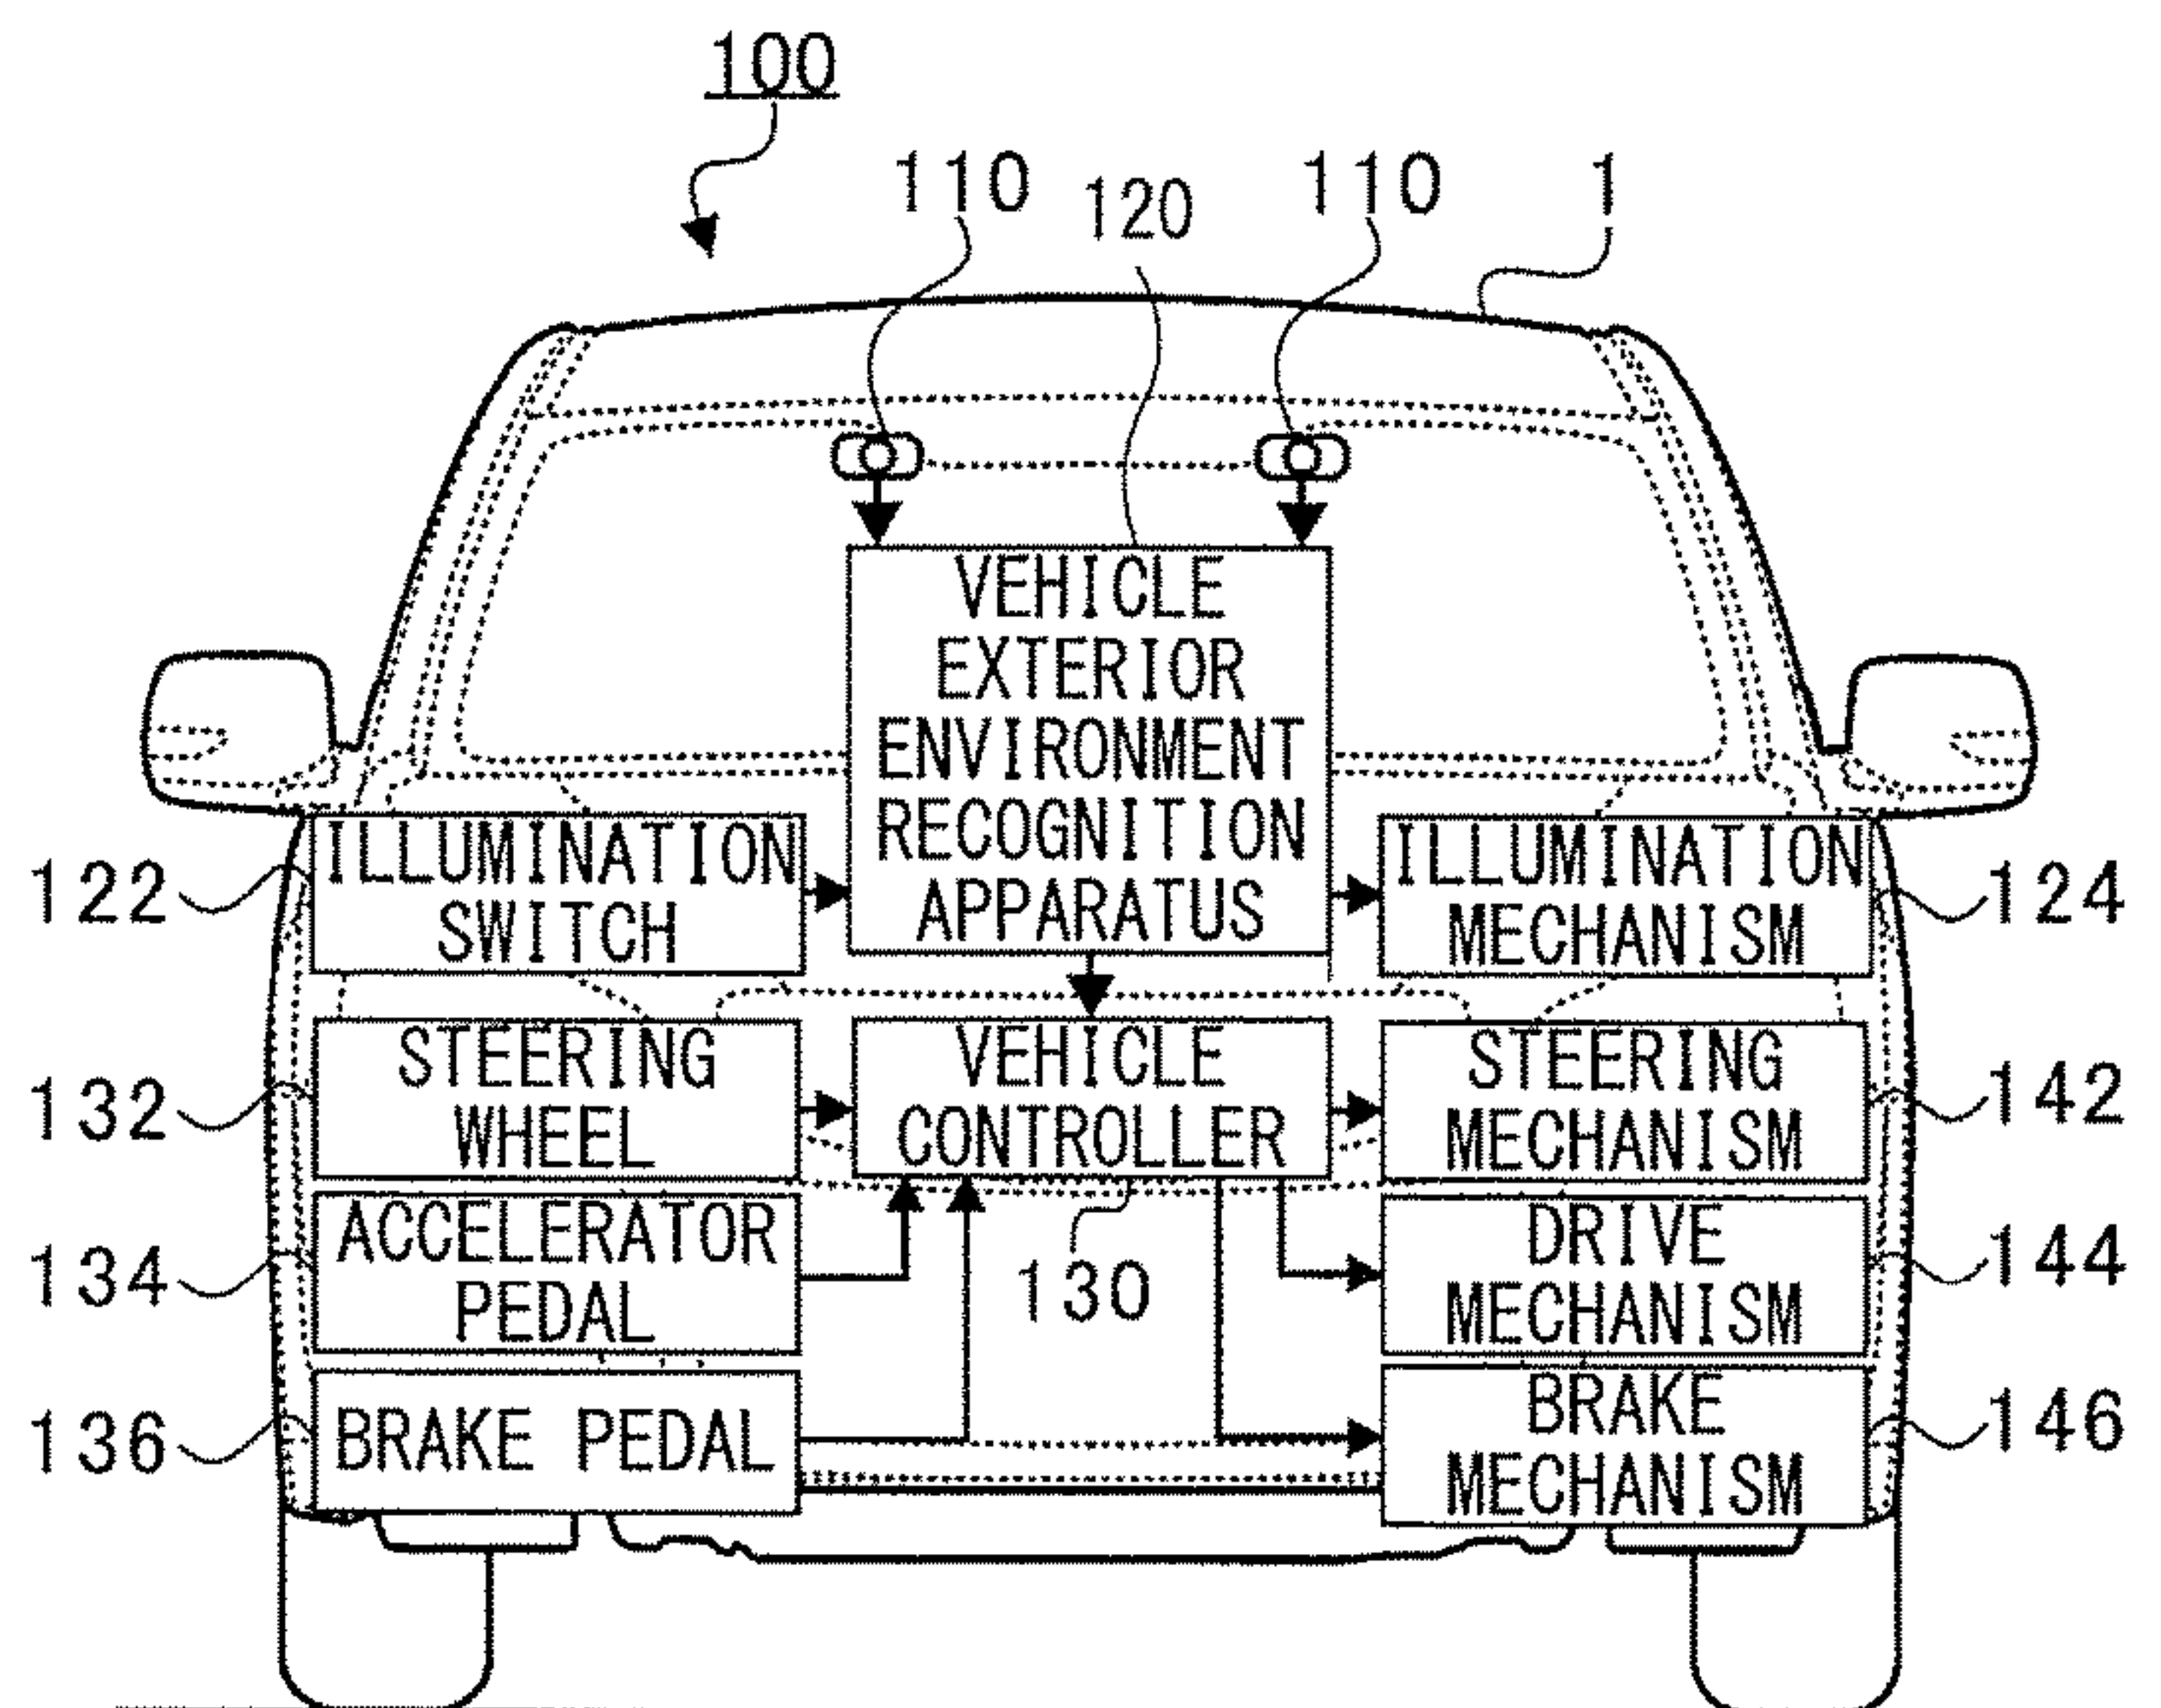 100
110
120
110
1
VEHICLE
EXTERIOR
ENVIRONMENT
RECOGNITION
APPARATUS
122
ILLUMINATION
SWITCH
ILLUMINATION
MECHANISM
124
132
STEERING
WHEEL
VEHICLE
CONTROLLER
STEERING
MECHANISM
142
134
ACCELERATOR
PEDAL
130
DRIVE
MECHANISM
144
136
BRAKE PEDAL
BRAKE
MECHANISM
146